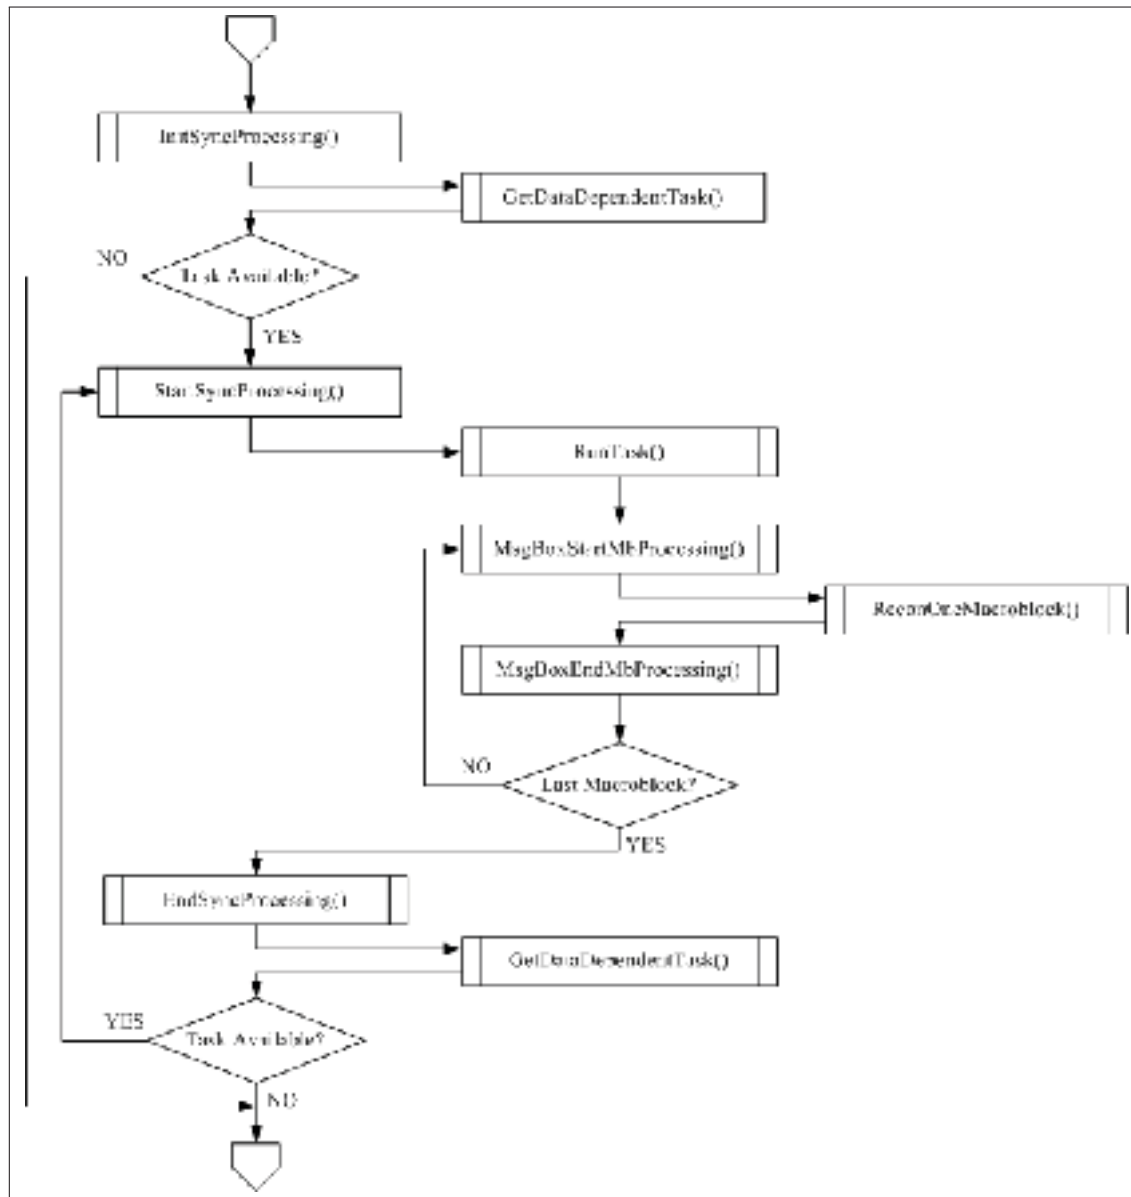 InitSyncProcessing()
GetDataDependentTask()
NO
Task Available?
YES
StartSyncProcessing()
RunTask()
MsgBoxStartMbProcessing()
ReconOneMacroblock()
MsgBoxEndMbProcessing()
NO
Last Macroblock?
YES
EndSyncProcessing()
GetDataDependentTask()
YES
Task Available?
NO